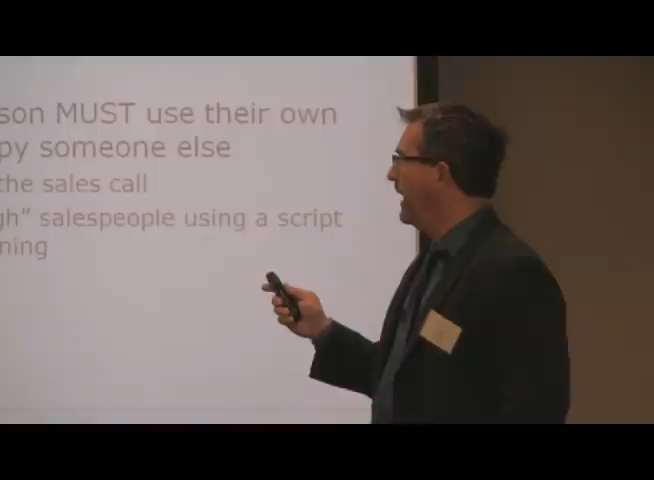 son MUST use their own
py someone else
the sales call
gh" salespeople using a script
ning